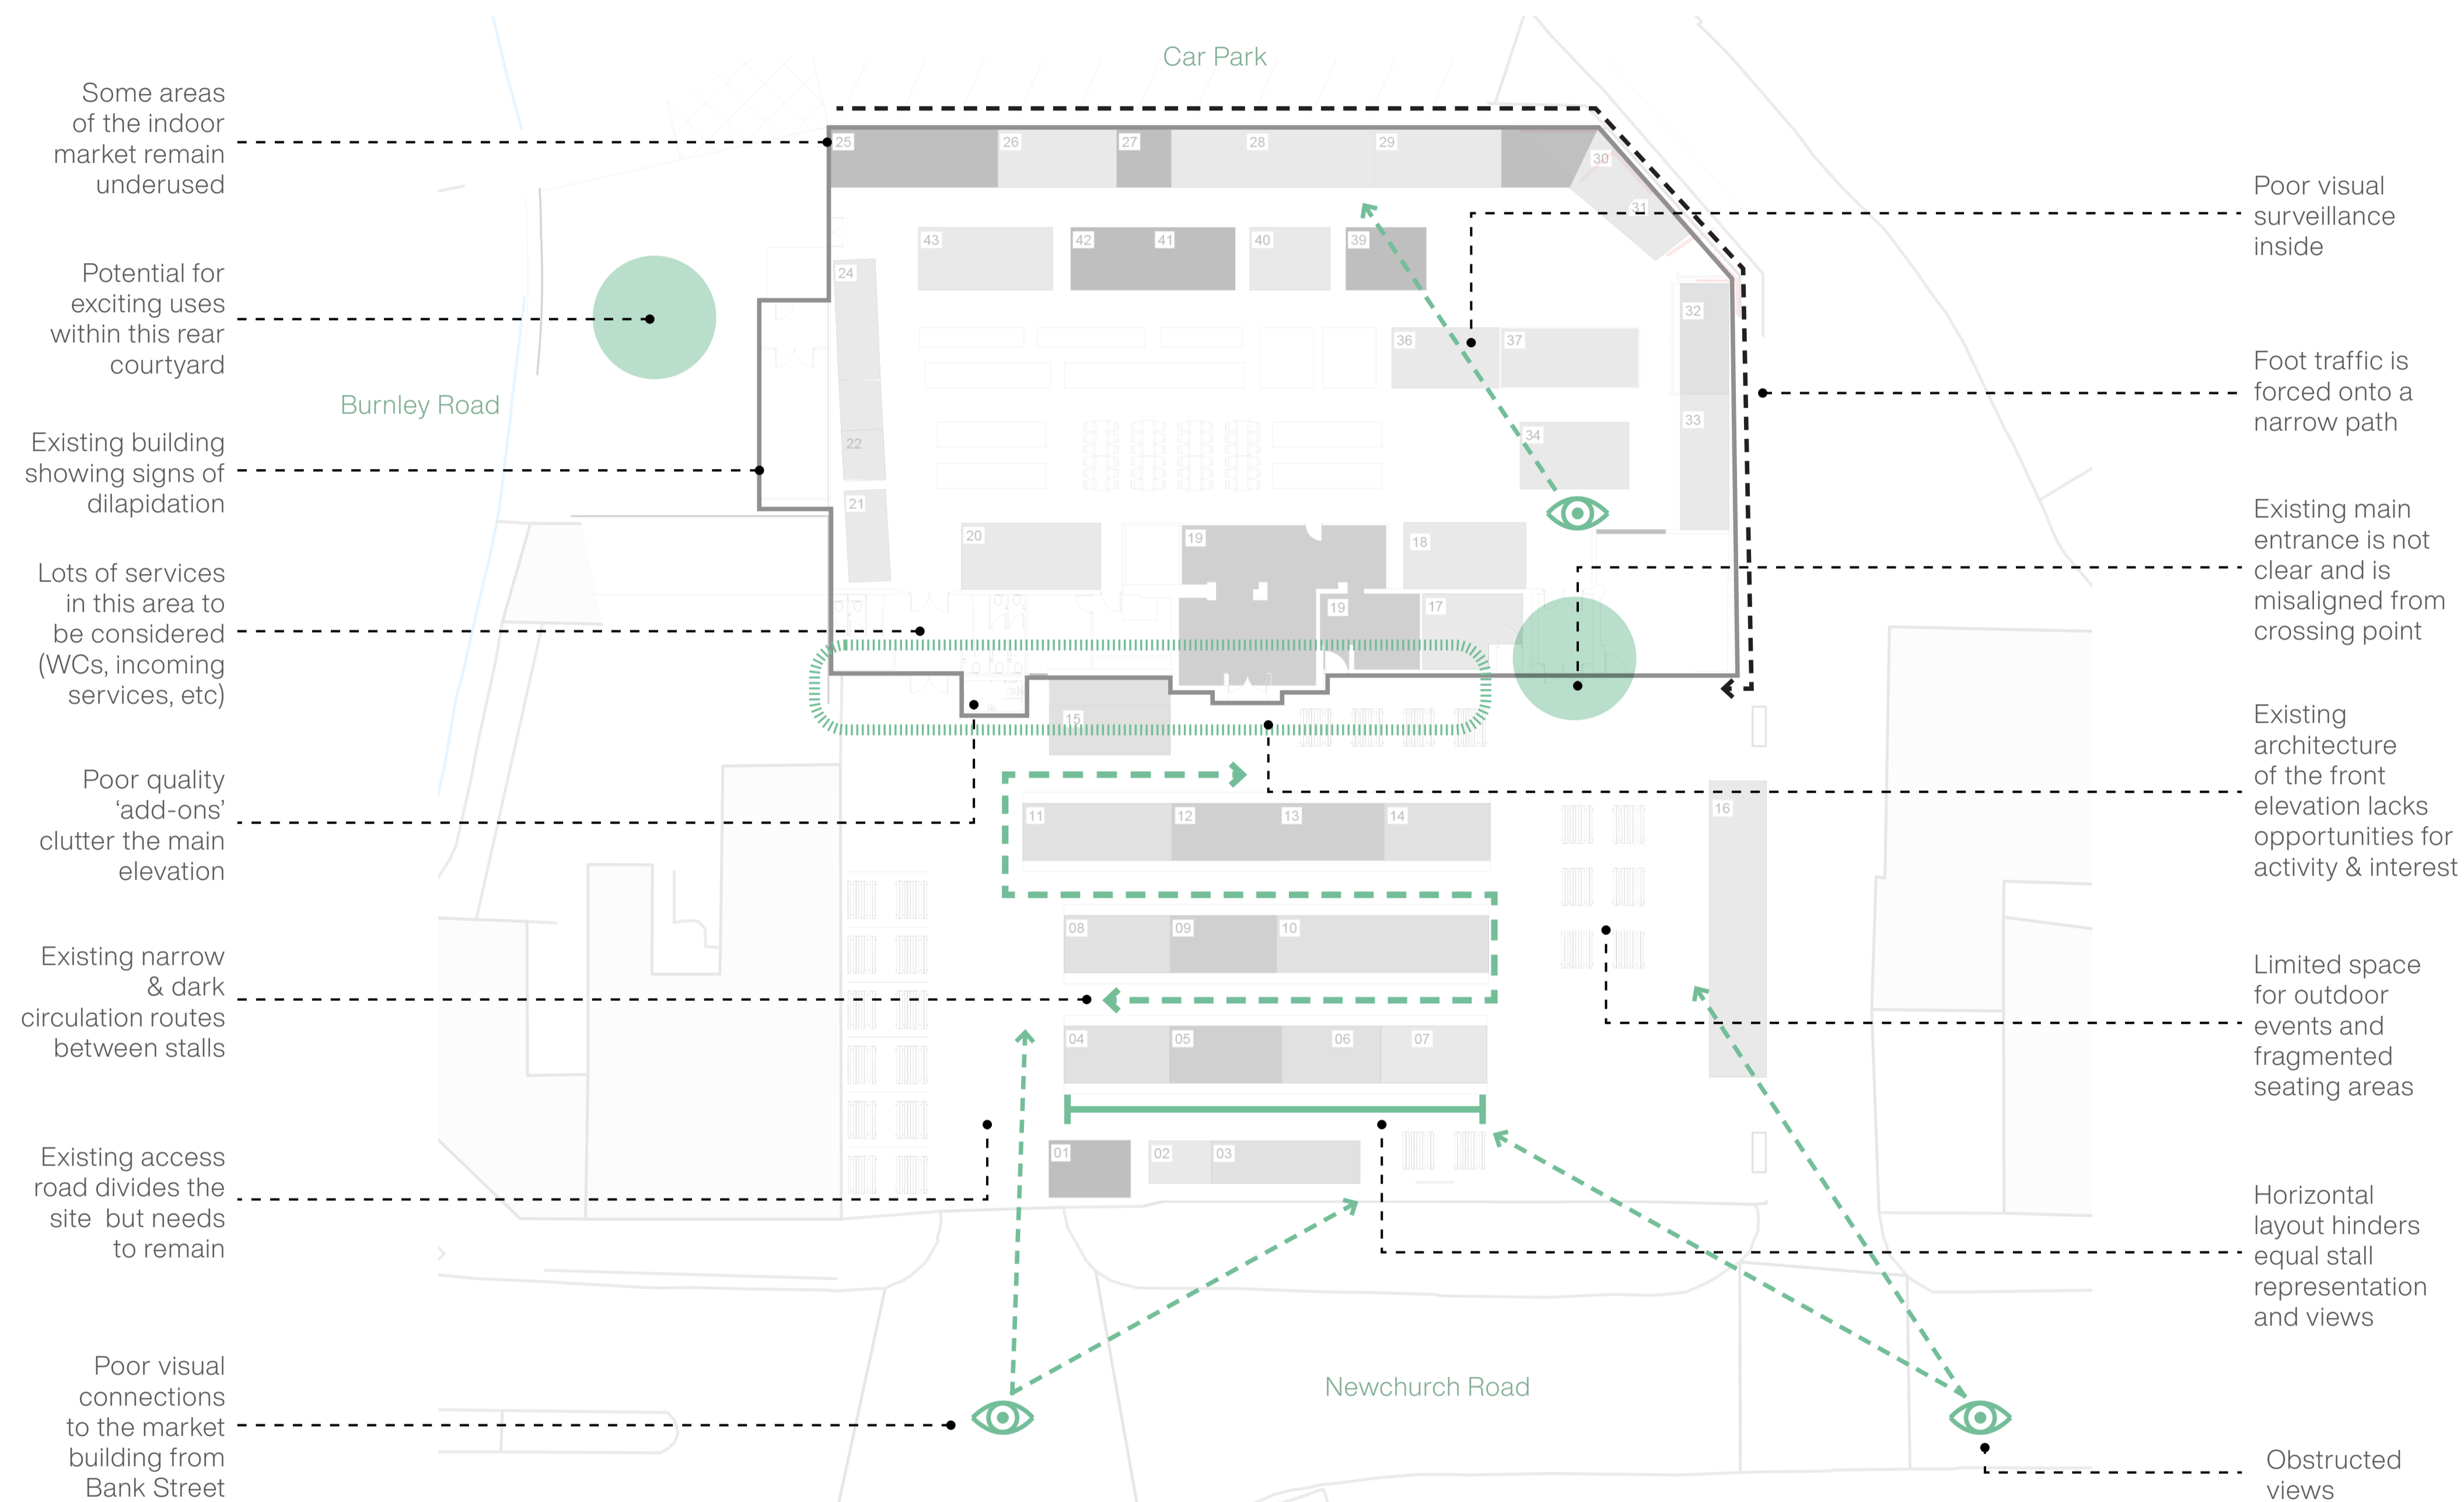 Car Park
Some areas
of the indoor
market remain
underused
Potential for
exciting uses
within this rear
courtyard
Burnley Road
Existing building
showing signs of
dilapidation
Lots of services
in this area to
be considered
(WCs, incoming
services, etc)
Poor quality
‘add-ons’
clutter the main
elevation
Existing narrow
& dark
circulation routes
between stalls
Existing access
road divides the
site but needs
to remain
Poor visual
connections
to the market
building from
Bank Street
25
26
27
28
29
30
31
43
42
41
40
39
24
32
36
37
33
22
34
21
20
19
18
19
17
15
11
12
13
14
16
08
09
10
04
05
06
07
01
02
03
Newchurch Road
Poor visual
surveillance
inside
Foot traffic is
forced onto a
narrow path
Existing main
entrance is not
clear and is
misaligned from
crossing point
Existing
architecture
of the front
elevation lacks
opportunities for
activity & interest
Limited space
for outdoor
events and
fragmented
seating areas
Horizontal
layout hinders
equal stall
representation
and views
Obstructed
views